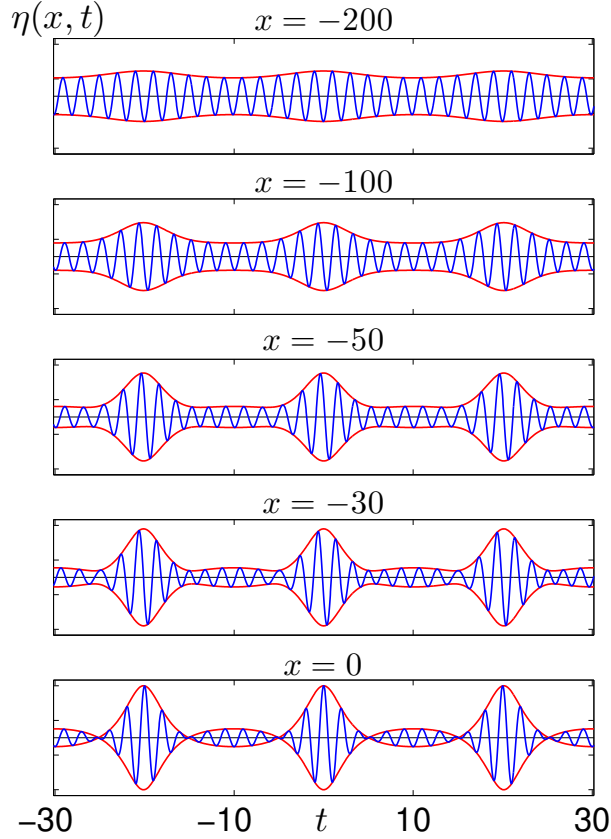 η(x, t)
x = −200
x = −100
x = −50
x = −30
x = 0
−30 −10 t 10 30